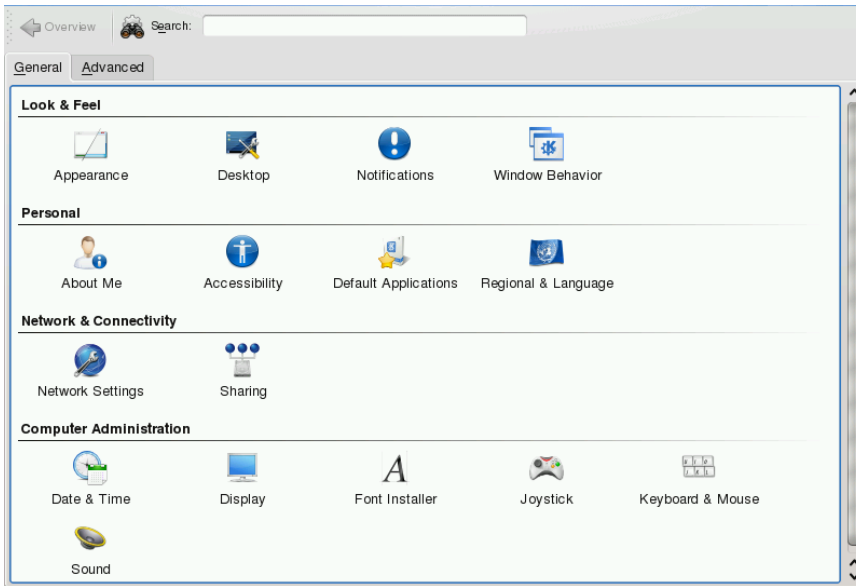 Overview Search:
General Advanced
Look & Feel
Appearance Desktop Notifications Window Behavior
Personal
About Me Accessibility Default Applications Regional & Language
Network & Connectivity
Network Settings Sharing
Computer Administration
Date & Time Display Font Installer Joystick Keyboard & Mouse
Sound